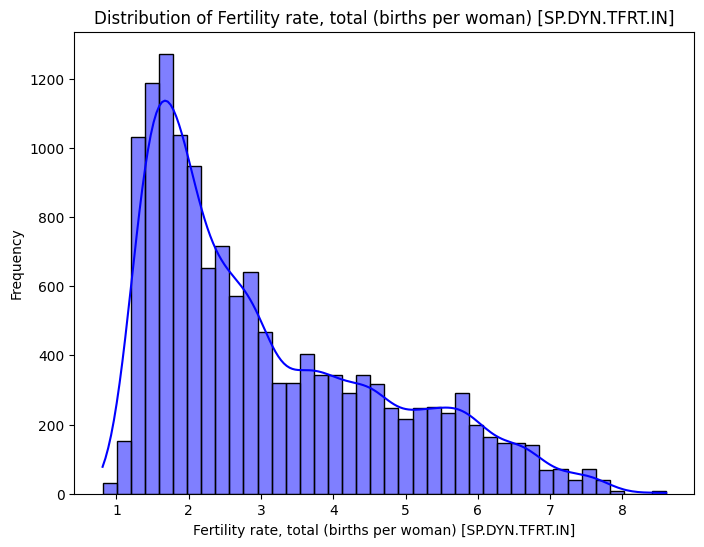 Distribution of Fertility rate, total (births per woman) [SP.DYN.TFRT.IN]
1200
1000
800
600
400
200
0
Frequency
1 2 3 4 5 6 7 8
Fertility rate, total (births per woman) [SP.DYN.TFRT.IN]